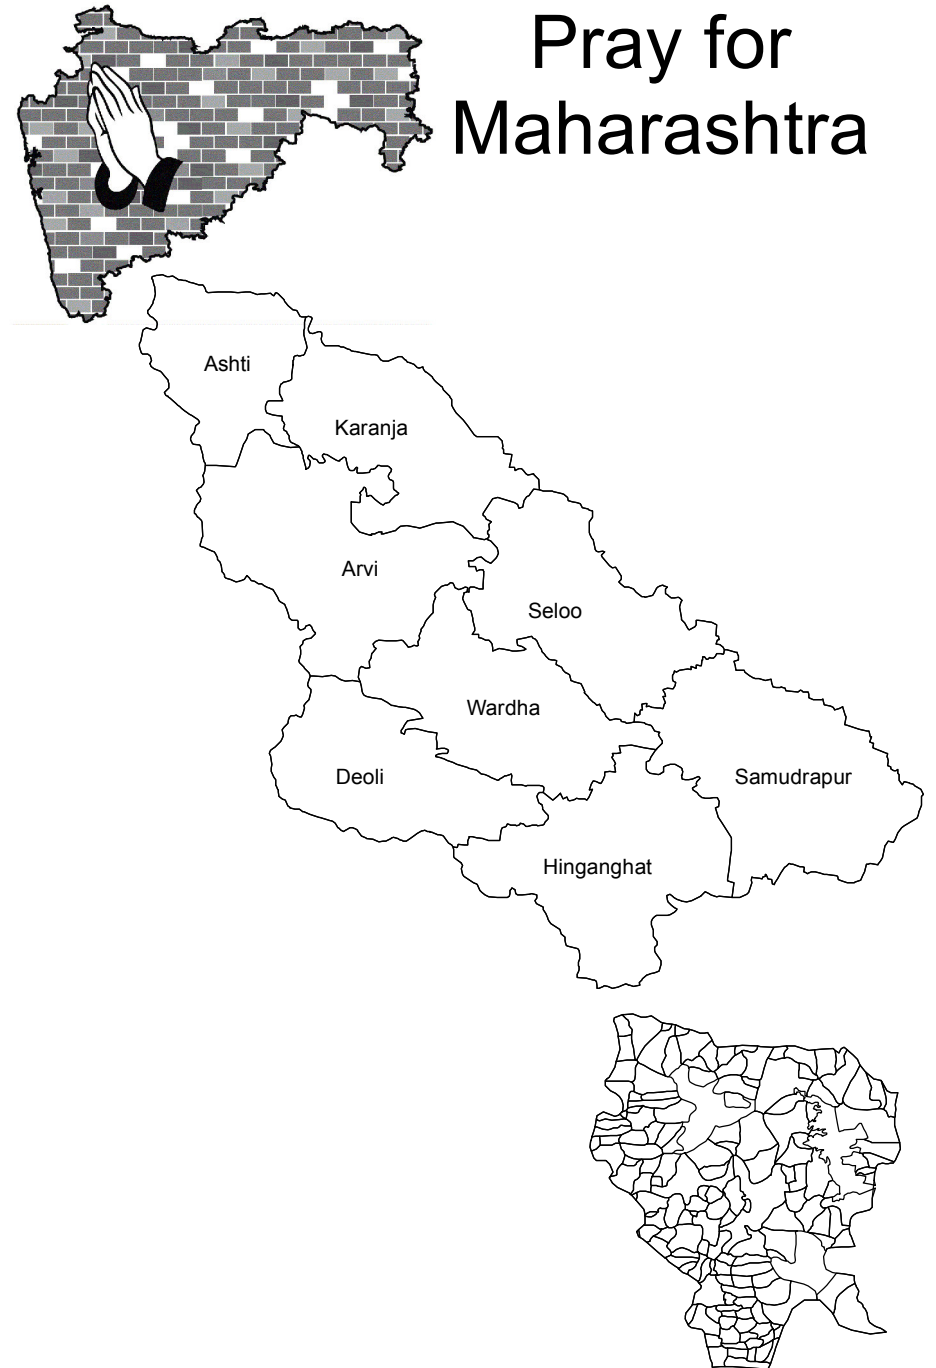 Pray for
Maharashtra
Ashti
Karanja
Arvi
Seloo
Wardha
Deoli
Samudrapur
Hinganghat